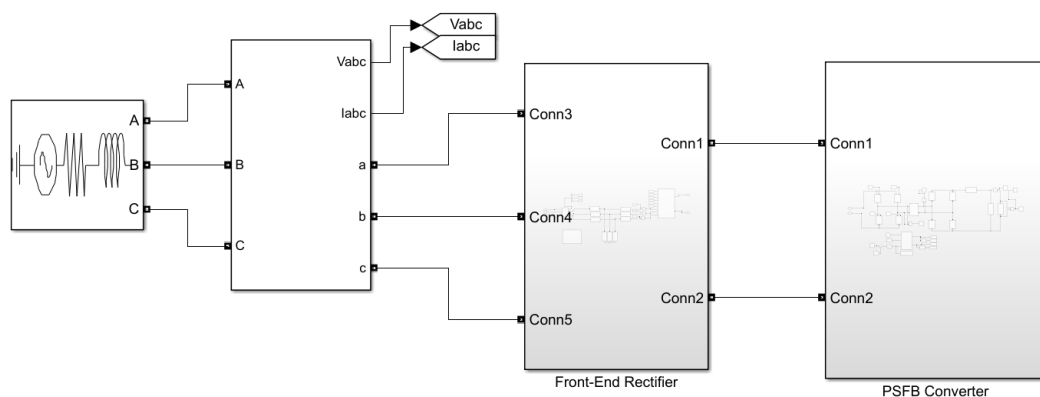 Vabc
Iabc
A
B
C
A
B
C
Vabc
Iabc
a
b
c
Conn3
Conn4
Conn5
Conn1
Conn2
Front-End Rectifier
Conn1
Conn2
PSFB Converter